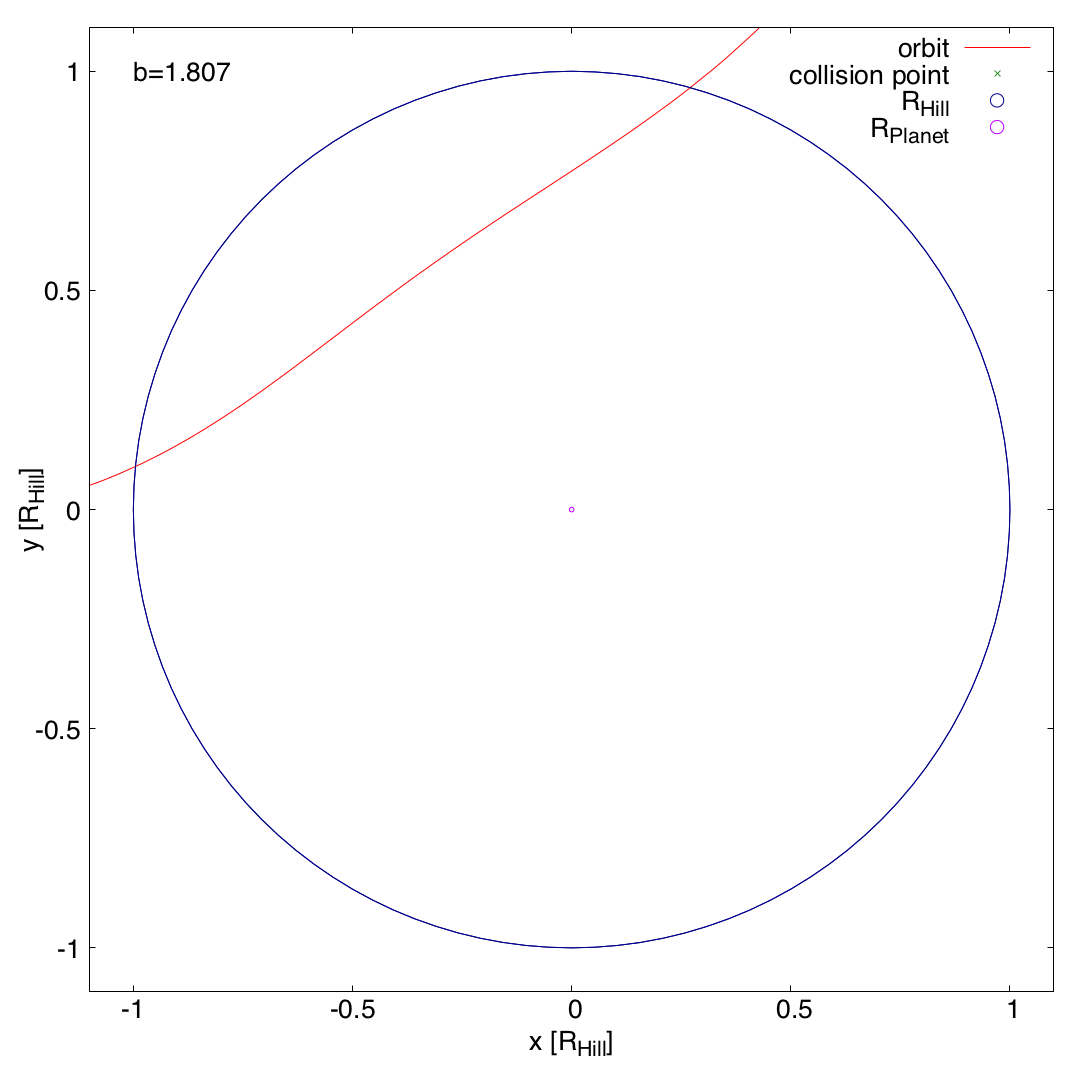 b=1.807
orbit
collision point
R_Hill
R_Planet
1
0.5
0
-0.5
-1
y [R_Hill]
-1
-0.5
0
0.5
1
x [R_Hill]